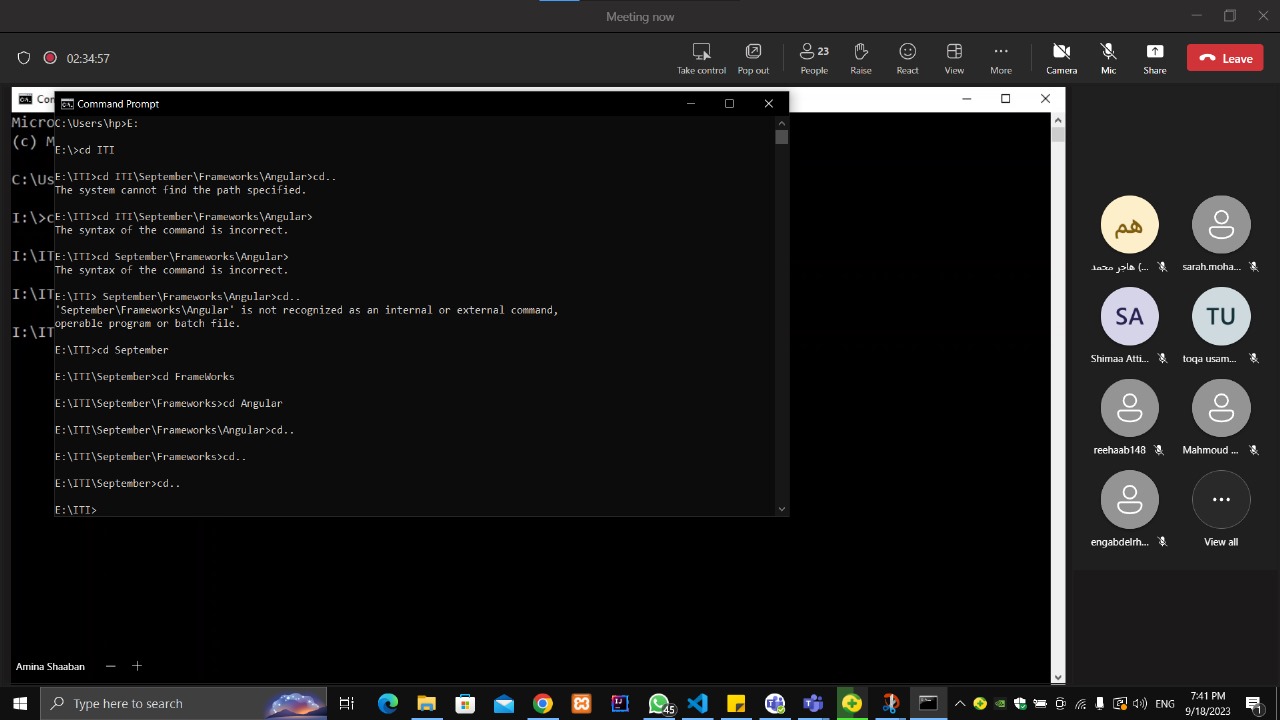 Meeting now
02:34:57
Take control
Pop out
23
People
Raise
React
View
More
Camera
Mic
Share
Leave
Com
Command Prompt
Micro
(c) M
C:\Us
I:\>c
I:\IT
I:\IT
I:\IT
C:\Users\hp>E:
E:\>cd ITI
E:\ITI>cd ITI\September\Frameworks\Angular>cd..
The system cannot find the path specified.
E:\ITI>cd ITI\September\Frameworks\Angular>
The syntax of the command is incorrect.
E:\ITI>cd September\Frameworks\Angular>
The syntax of the command is incorrect.
E:\ITI> September\Frameworks\Angular>cd..
'September\Frameworks\Angular' is not recognized as an internal or external command,
operable program or batch file.
E:\ITI>cd September
E:\ITI\September>cd FrameWorks
E:\ITI\September\Frameworks>cd Angular
E:\ITI\September\Frameworks\Angular>cd..
E:\ITI\September\Frameworks>cd..
E:\ITI\September>cd..
E:\ITI>
هم
هاجر محمد (...
sarah.moha...
SA
Shimaa Atti...
TU
toqa usam...
reehaab148
Mahmoud ...
engabdelrh...
View all
Amina Shaaban
Type here to search
45
ENG
7:41 PM
9/18/2023
1